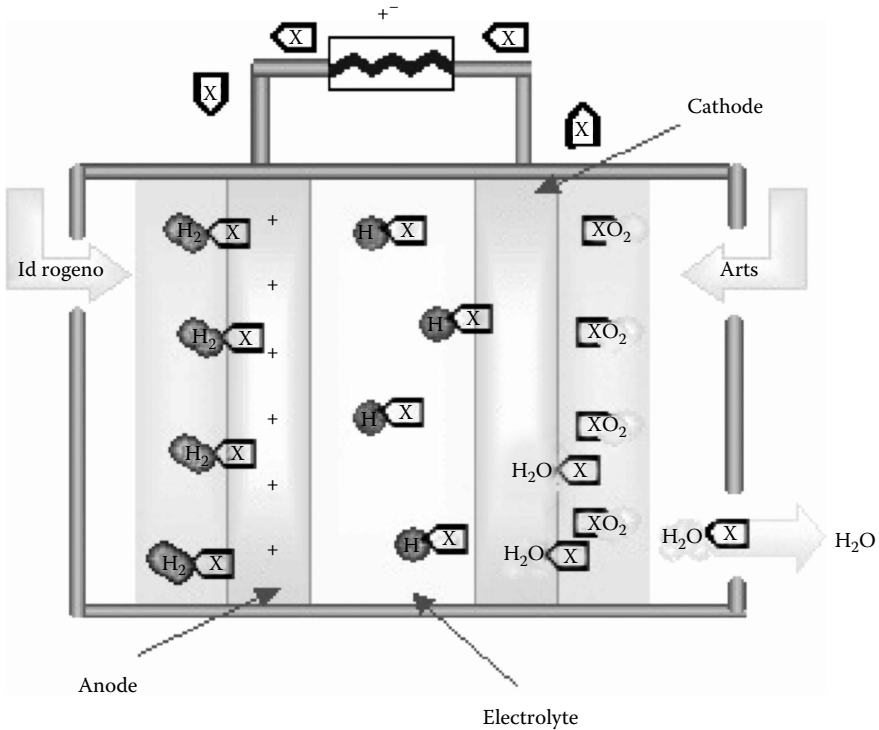 +−
X
X
X
X
Cathode
H2 X + H X XO2
Id rogeno
Arts
+
H X
H2 X
XO2
+
H X
+
XO2
H2 X
H2O X
+
XO2
H2O X
H X
H2O X
H2O
H2 X
+
Anode
Electrolyte